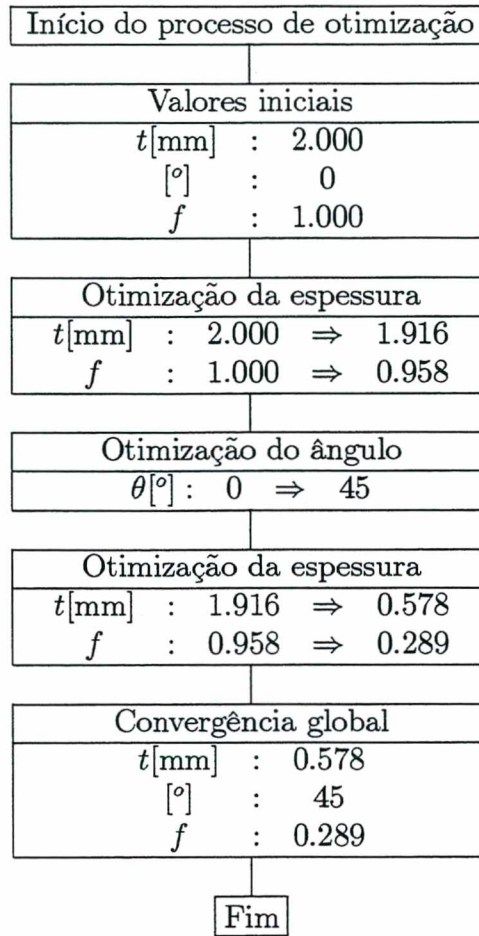 Início do processo de otimização
Valores iniciais
t[mm] : 2.000
[º] : 0
f : 1.000
Otimização da espessura
t[mm] : 2.000 ⇒ 1.916
f : 1.000 ⇒ 0.958
Otimização do ângulo
θ[º] : 0 ⇒ 45
Otimização da espessura
t[mm] : 1.916 ⇒ 0.578
f : 0.958 ⇒ 0.289
Convergência global
t[mm] : 0.578
[º] : 45
f : 0.289
Fim